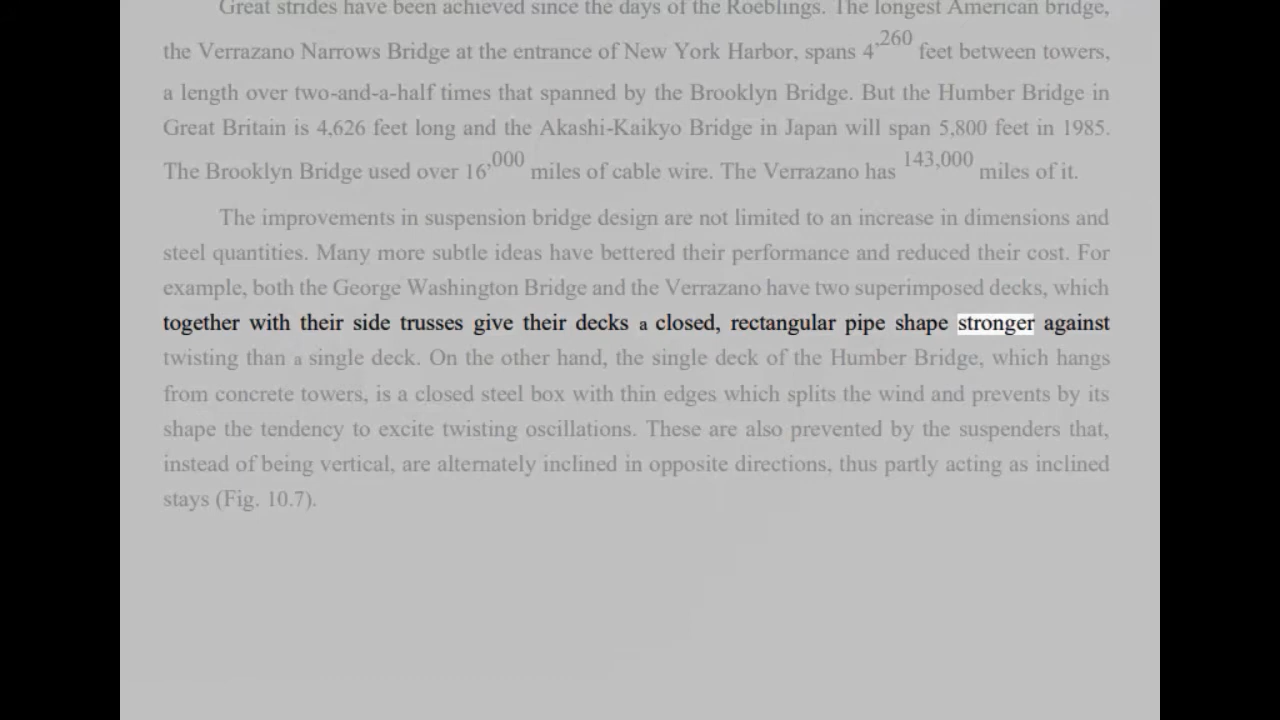 Great strides have been achieved since the days of the Roeblings. The longest American bridge,
the Verrazano Narrows Bridge at the entrance of New York Harbor, spans 4,260 feet between towers,
a length over two-and-a-half times that spanned by the Brooklyn Bridge. But the Humber Bridge in
Great Britain is 4,626 feet long and the Akashi-Kaikyo Bridge in Japan will span 5,800 feet in 1985.
The Brooklyn Bridge used over 16,000 miles of cable wire. The Verrazano has 143,000 miles of it.
The improvements in suspension bridge design are not limited to an increase in dimensions and
steel quantities. Many more subtle ideas have bettered their performance and reduced their cost. For
example, both the George Washington Bridge and the Verrazano have two superimposed decks, which
together with their side trusses give their decks a closed, rectangular pipe shape stronger against
twisting than a single deck. On the other hand, the single deck of the Humber Bridge, which hangs
from concrete towers, is a closed steel box with thin edges which splits the wind and prevents by its
shape the tendency to excite twisting oscillations. These are also prevented by the suspenders that,
instead of being vertical, are alternately inclined in opposite directions, thus partly acting as inclined
stays (Fig. 10.7).